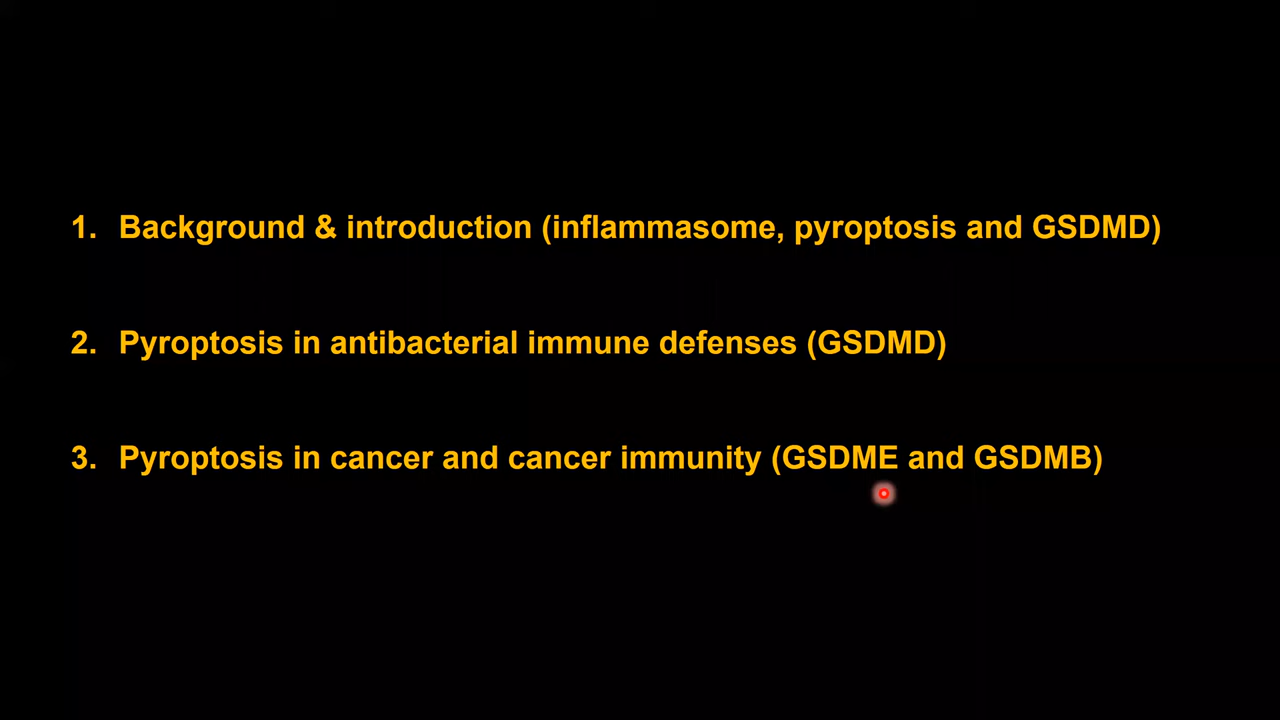 1. Background & introduction (inflammasome, pyroptosis and GSDMD)
2. Pyroptosis in antibacterial immune defenses (GSDMD)
3. Pyroptosis in cancer and cancer immunity (GSDME and GSDMB)